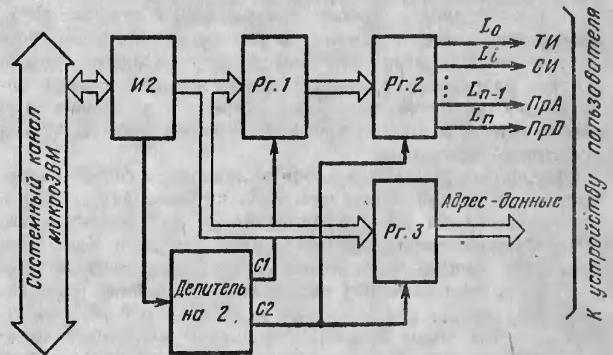 Системный канал
микроЭВМ
И2
Рг.1
Рг.2
L0
ТИ
Li
СИ
Ln-1
ПрА
Ln
ПрD
Рг.3
Адрес-данные
Делитель
на 2
С1
С2
К устройству пользователя